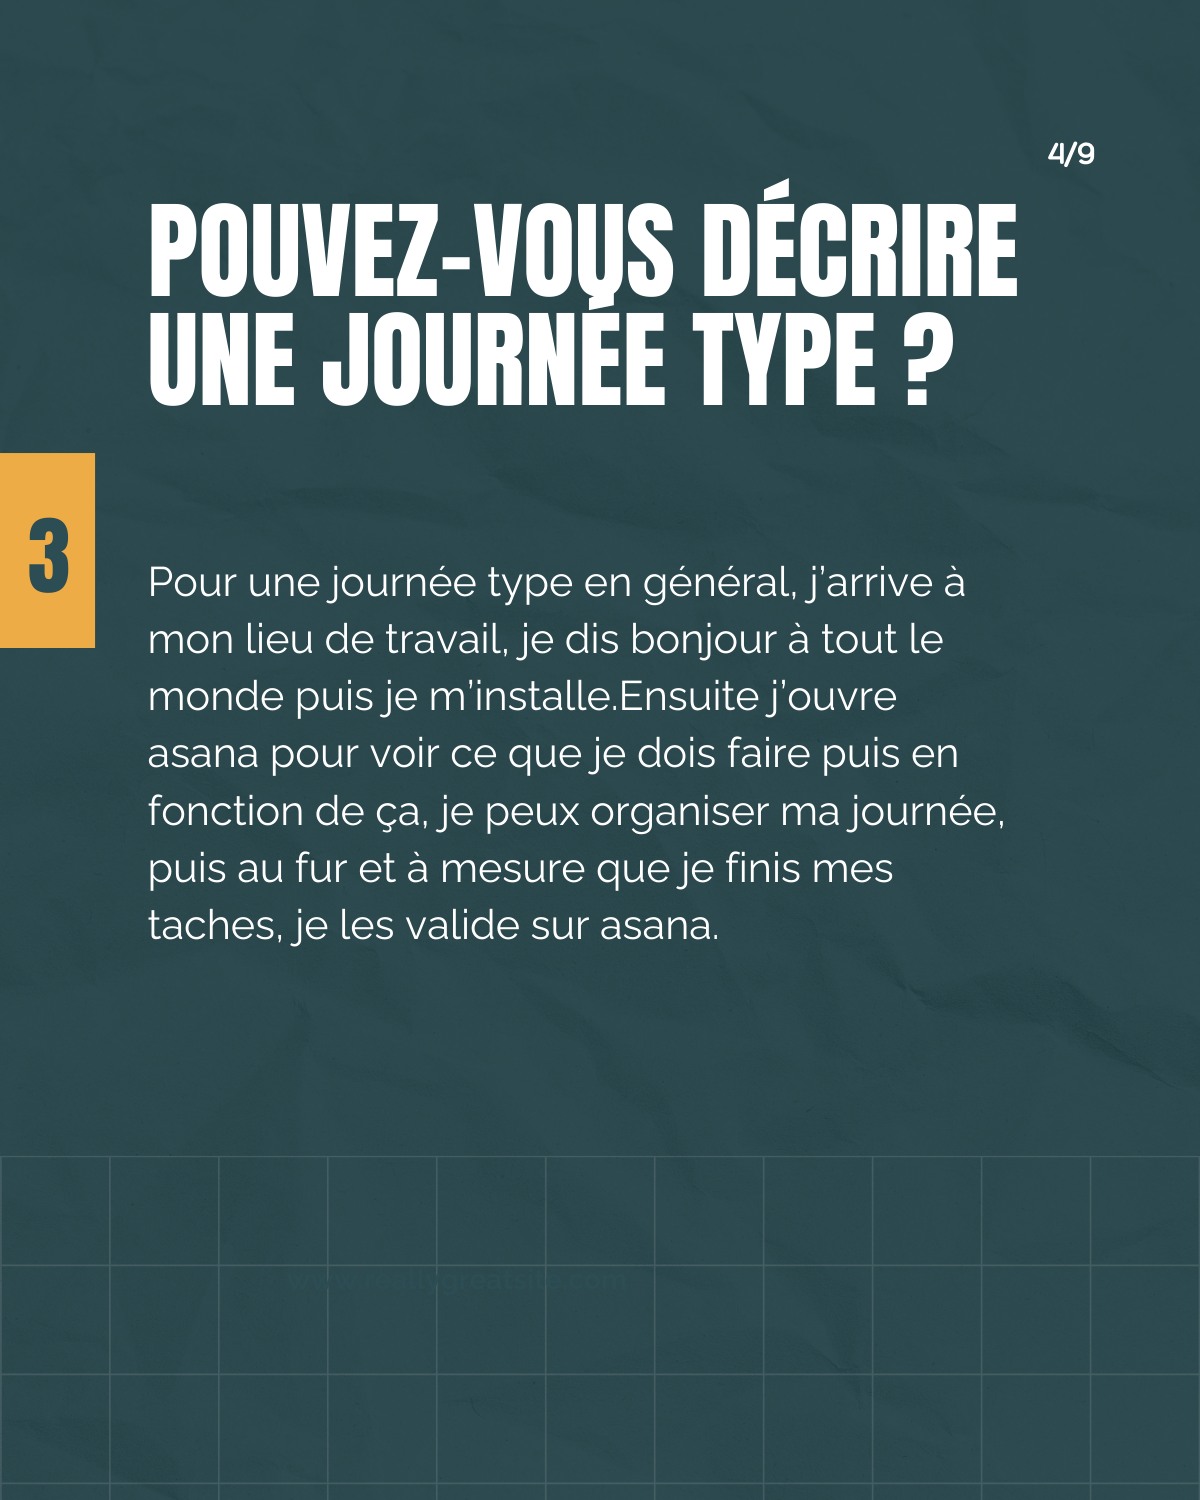 4/9
POUVEZ-VOUS DÉCRIRE
UNE JOURNÉE TYPE ?
3
Pour une journée type en général, j’arrive à
mon lieu de travail, je dis bonjour à tout le
monde puis je m’installe.Ensuite j’ouvre
asana pour voir ce que je dois faire puis en
fonction de ça, je peux organiser ma journée,
puis au fur et à mesure que je finis mes
taches, je les valide sur asana.
www.reallygreatsite.com